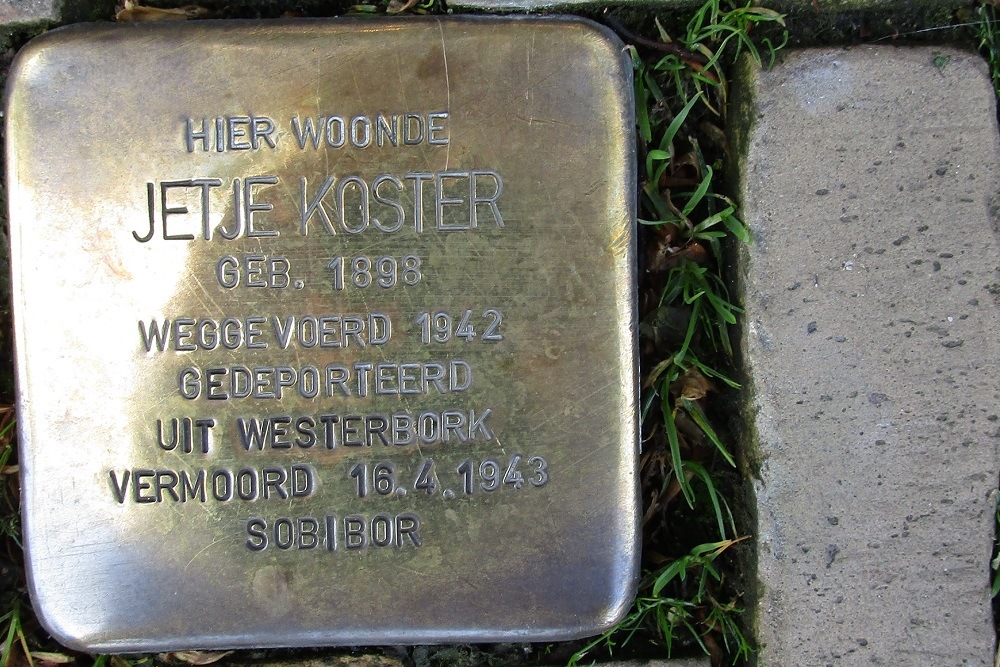 HIER WOONDE
JETJE KOSTER
GEB. 1898
WEGGEVOERD 1942
GEDEPORTEERD
UIT WESTERBORK
VERMOORD 16.4.1943
SOBIBOR